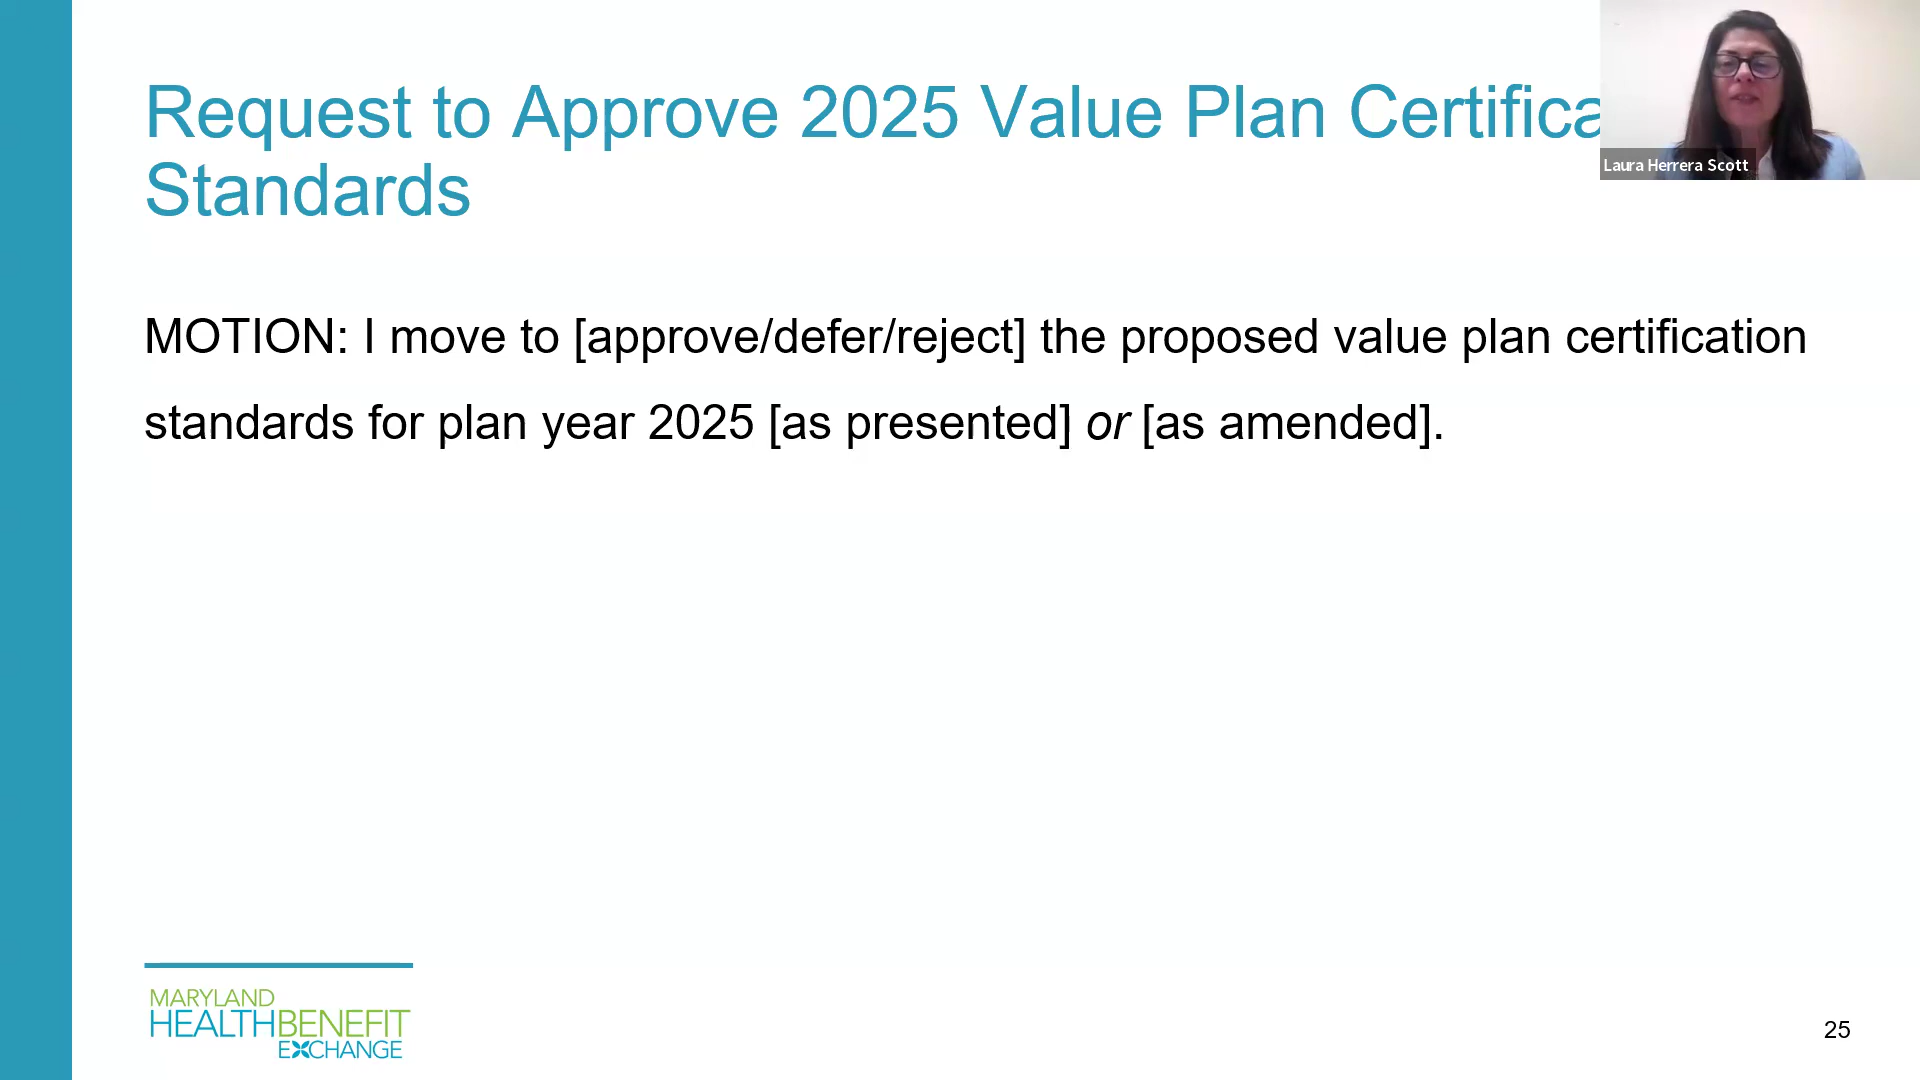 Request to Approve 2025 Value Plan Certifica
Standards
Laura Herrera Scott
MOTION: I move to [approve/defer/reject] the proposed value plan certification
standards for plan year 2025 [as presented] or [as amended].
MARYLAND
HEALTHBENEFIT
EXCHANGE
25